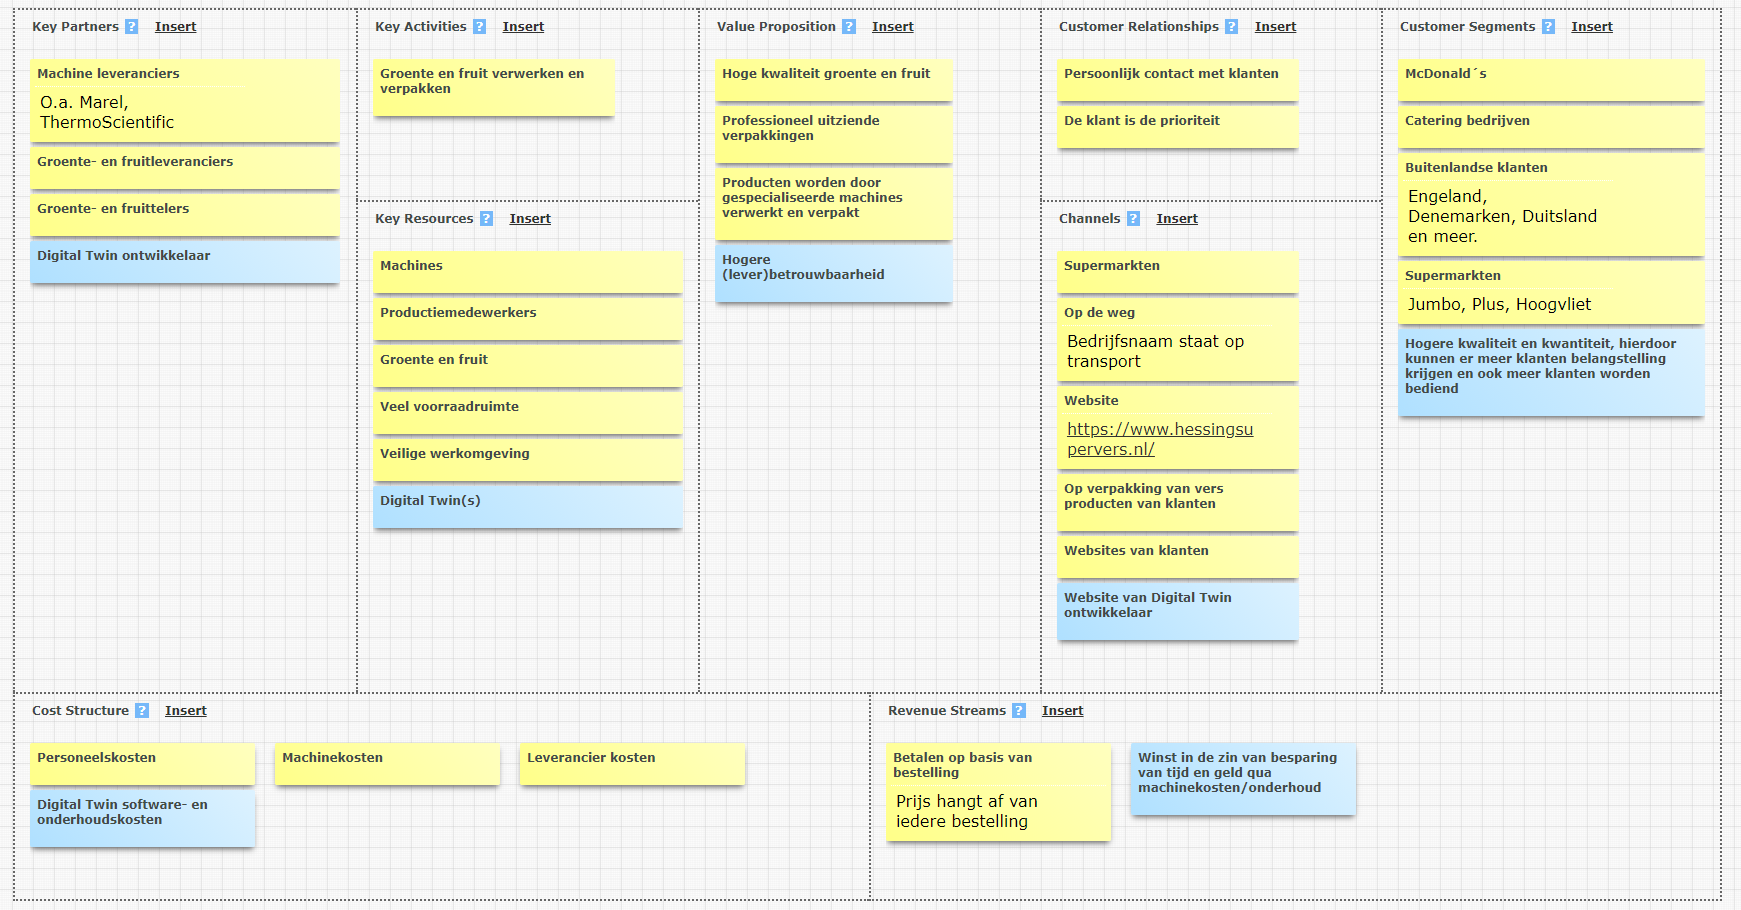 Key Partners ? Insert
Machine leveranciers
O.a. Marel,
ThermoScientific
Groente- en fruitleveranciers
Groente- en fruittelers
Digital Twin ontwikkelaar
Key Activities ? Insert
Groente en fruit verwerken en
verpakken
Key Resources ? Insert
Machines
Productiemedewerkers
Groente en fruit
Veel voorraadruimte
Veilige werkomgeving
Digital Twin(s)
Value Proposition ? Insert
Hoge kwaliteit groente en fruit
Professioneel uitziende
verpakkingen
Producten worden door
gespecialiseerde machines
verwerkt en verpakt
Hogere
(lever)betrouwbaarheid
Customer Relationships ? Insert
Persoonlijk contact met klanten
De klant is de prioriteit
Channels ? Insert
Supermarkten
Op de weg
Bedrijfsnaam staat op
transport
Website
https://www.hessingsu
pervers.nl/
Op verpakking van vers
producten van klanten
Websites van klanten
Website van Digital Twin
ontwikkelaar
Customer Segments ? Insert
McDonald´s
Catering bedrijven
Buitenlandse klanten
Engeland,
Denemarken, Duitsland
en meer.
Supermarkten
Jumbo, Plus, Hoogvliet
Hogere kwaliteit en kwantiteit, hierdoor
kunnen er meer klanten belangstelling
krijgen en ook meer klanten worden
bediend
Cost Structure ? Insert
Personeelskosten
Machinekosten
Leverancier kosten
Digital Twin software- en
onderhoudskosten
Revenue Streams ? Insert
Betalen op basis van
bestelling
Prijs hangt af van
iedere bestelling
Winst in de zin van besparing
van tijd en geld qua
machinekosten/onderhoud